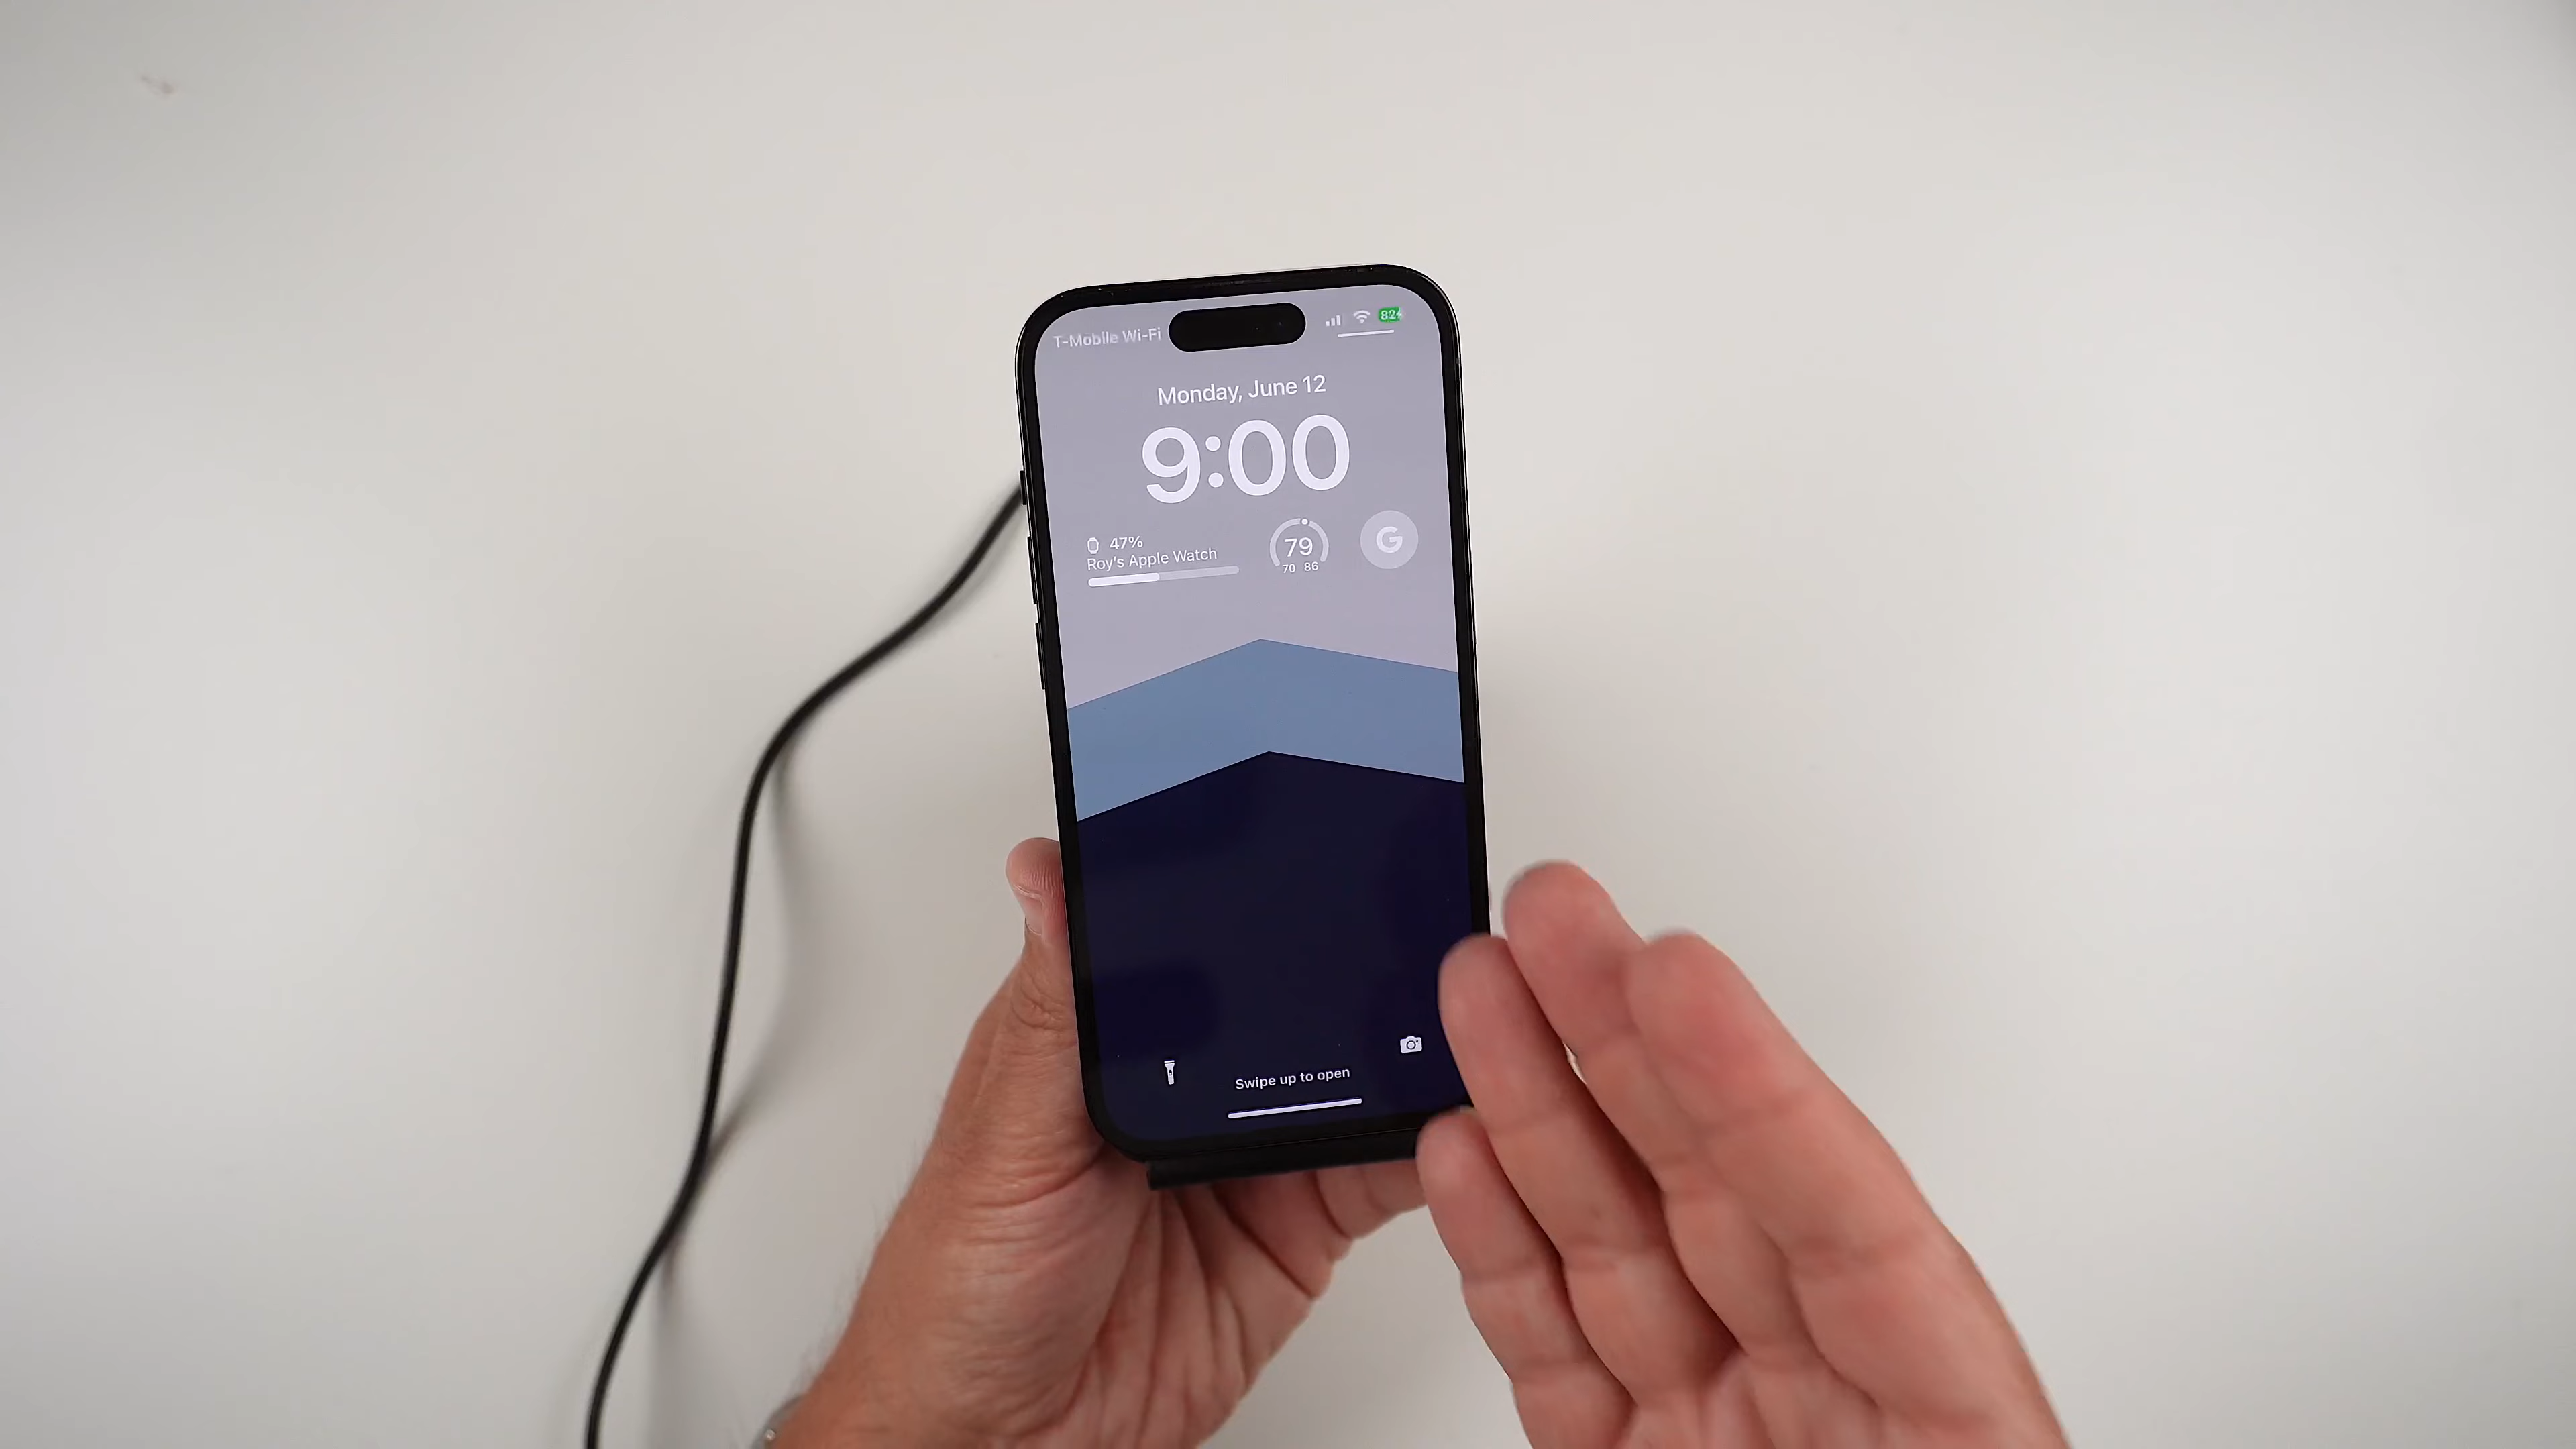 T-Mobile Wi-Fi
82
Monday, June 12
9:00
47%
Roy's Apple Watch
79
70 86
G
Swipe up to open